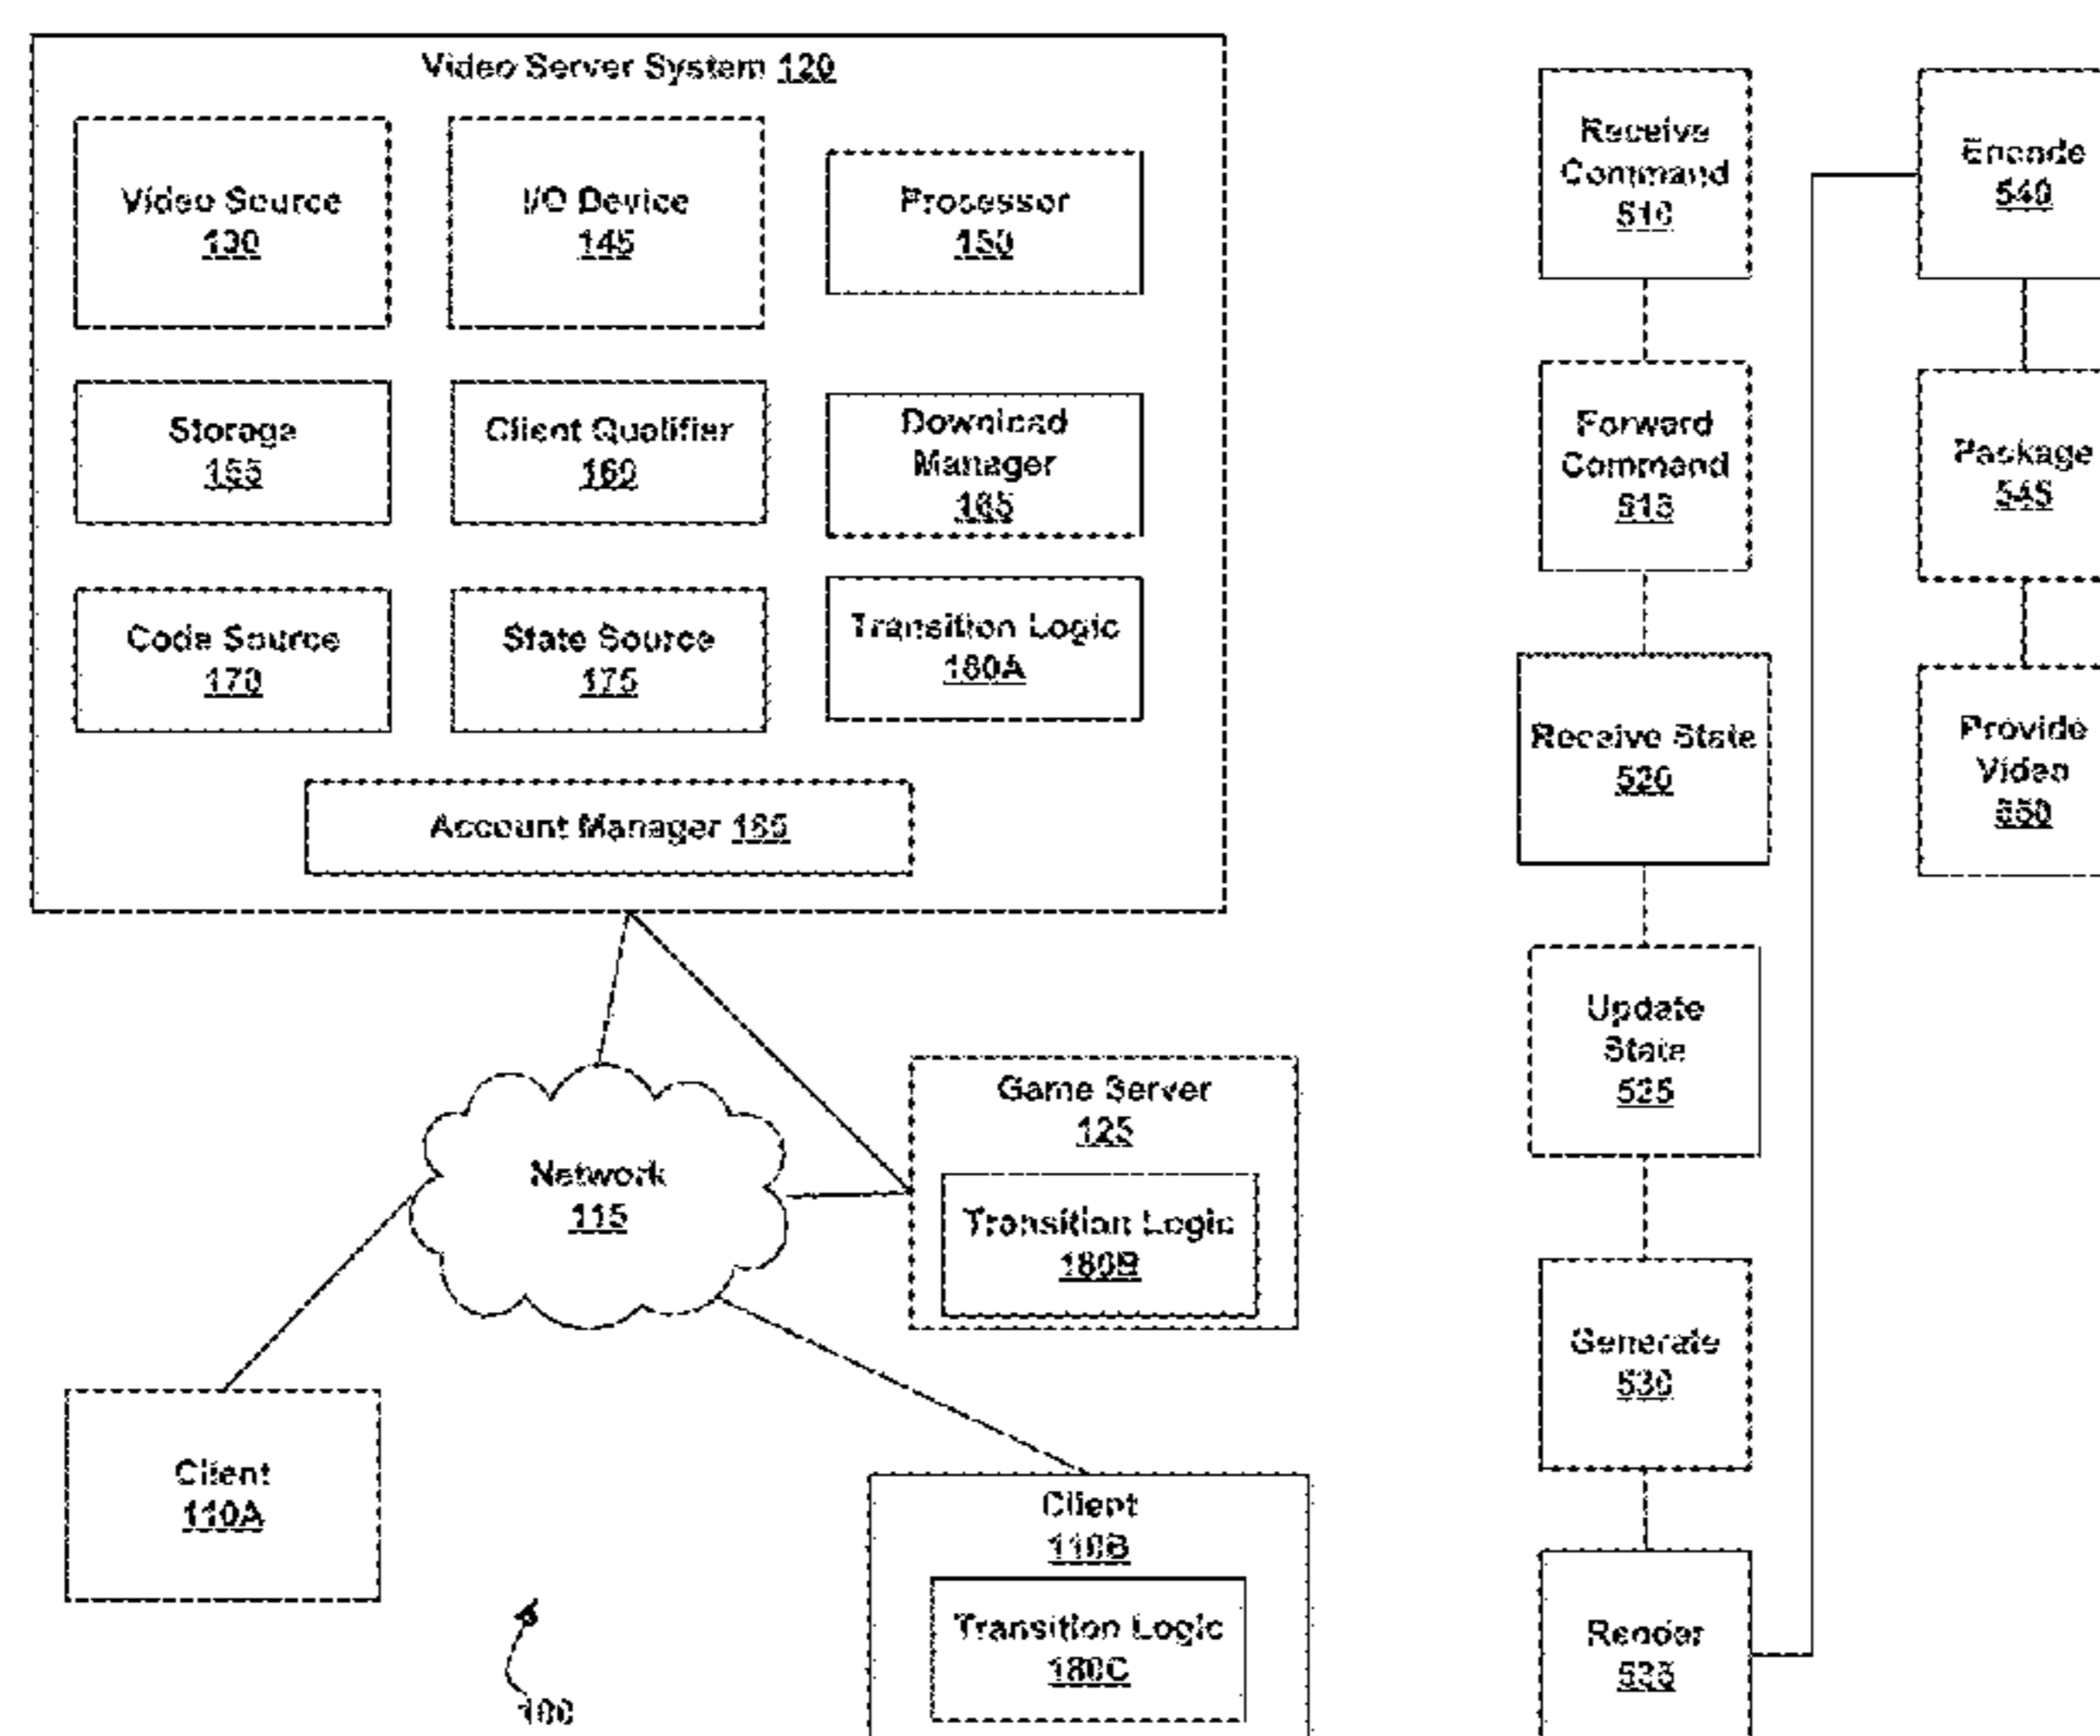 Video Server System 120
Video Source
130
I/O Device
145
Processor
150
Storage
155
Client Qualifier
160
Download
Manager
165
Code Source
170
State Source
175
Transition Logic
180A
Account Manager 185
Network
115
Game Server
125
Transition Logic
180B
Client
110A
Client
110B
Transition Logic
180C
100
Receive
Command
510
Forward
Command
515
Receive State
520
Update
State
525
Generate
530
Render
535
Encode
540
Package
545
Provide
Video
550